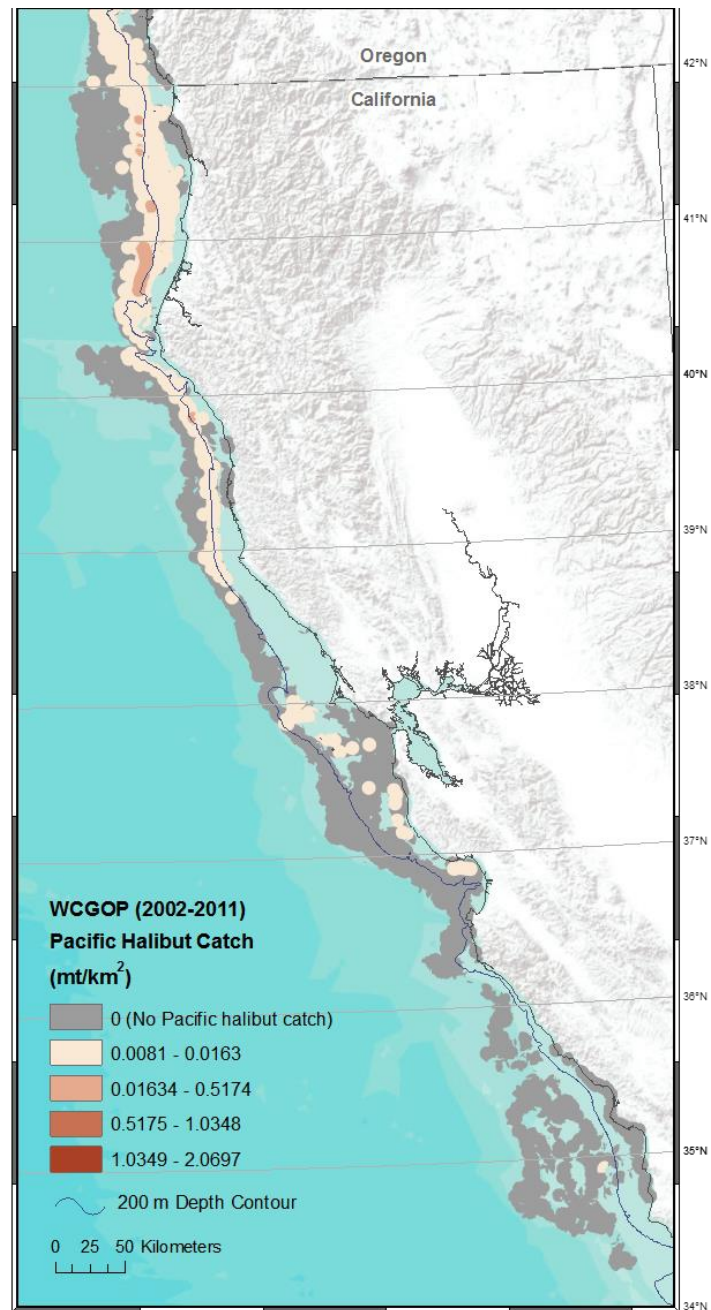 Oregon
California
42°N
41°N
40°N
39°N
38°N
37°N
36°N
35°N
34°N
WCGOP (2002-2011)
Pacific Halibut Catch
(mt/km²)
0 (No Pacific halibut catch)
0.0081 - 0.0163
0.01634 - 0.5174
0.5175 - 1.0348
1.0349 - 2.0697
200 m Depth Contour
0 25 50 Kilometers